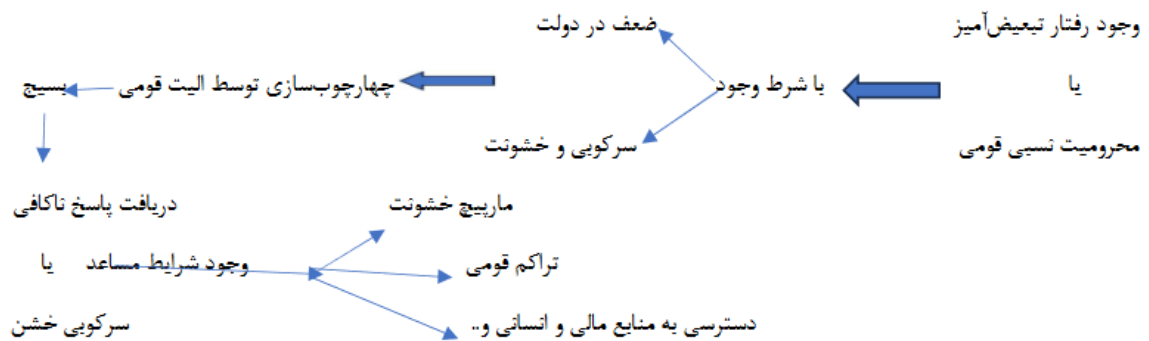 وجود رفتار تبعیض‌آمیز
ضعف در دولت
یا
با شرط وجود
چهارچوب‌سازی توسط الیت قومی
بسیج
محرومیت نسبی قومی
سرکوبی و خشونت
دریافت پاسخ ناکافی
مارپیچ خشونت
یا
وجود شرایط مساعد
تراکم قومی
سرکوبی خشن
دسترسی به منابع مالی و انسانی و..